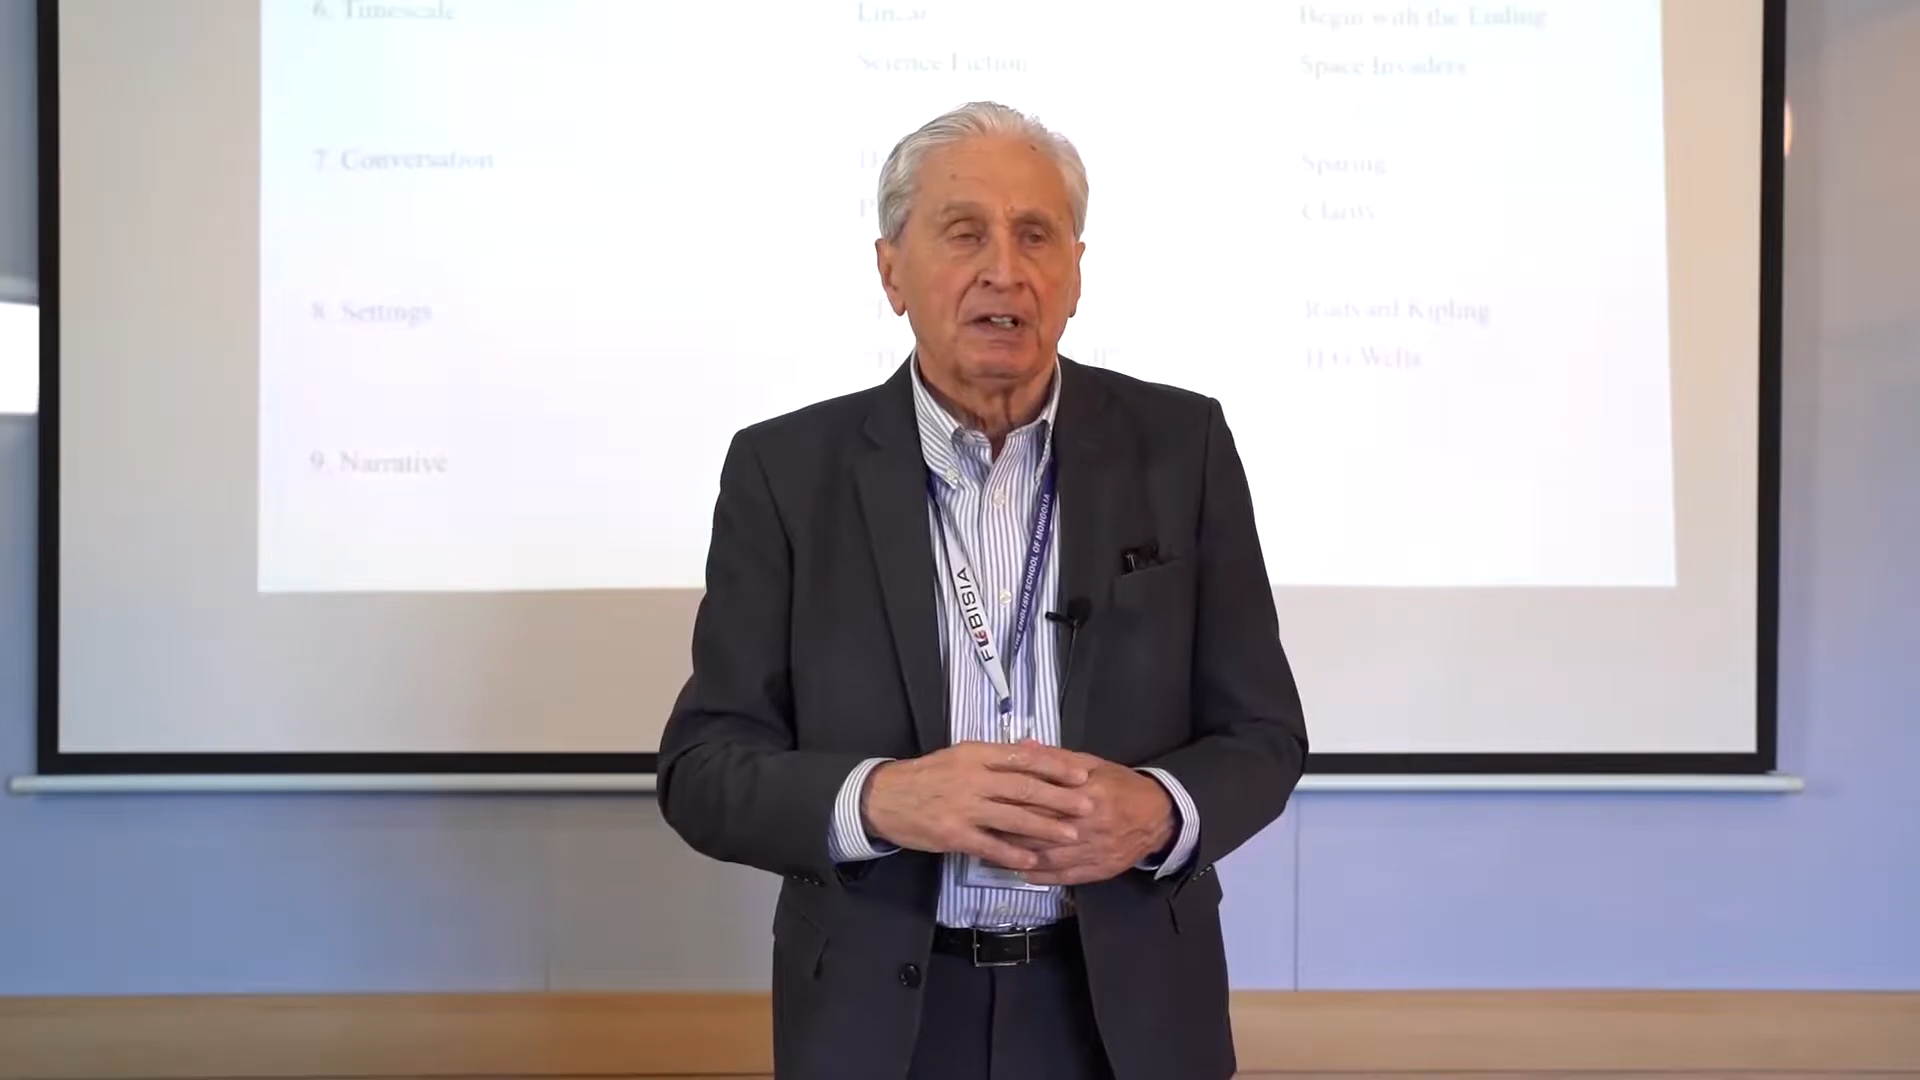 6. Timescale Linear Begin with the Ending
Science Fiction Space Invaders
7. Conversation Sparing
Clarity
8. Settings Rudyard Kipling
H G Wells
9. Narrative
FOBISIA
THE ENGLISH SCHOOL OF MONGOLIA